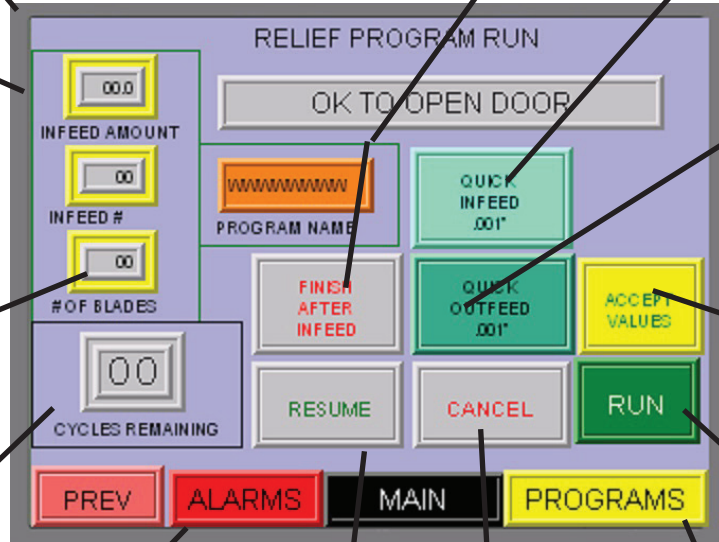 RELIEF PROGRAM RUN
00.0
INFEED AMOUNT
OK TO OPEN DOOR
00
INFEED #
WWWWWWWWWW
PROGRAM NAME
QUICK
INFEED
.001"
00
# OF BLADES
FINISH
AFTER
INFEED
QUICK
OUTFEED
.001"
ACCEPT
VALUES
00
CYCLES REMAINING
RESUME
CANCEL
RUN
PREV
ALARMS
MAIN
PROGRAMS